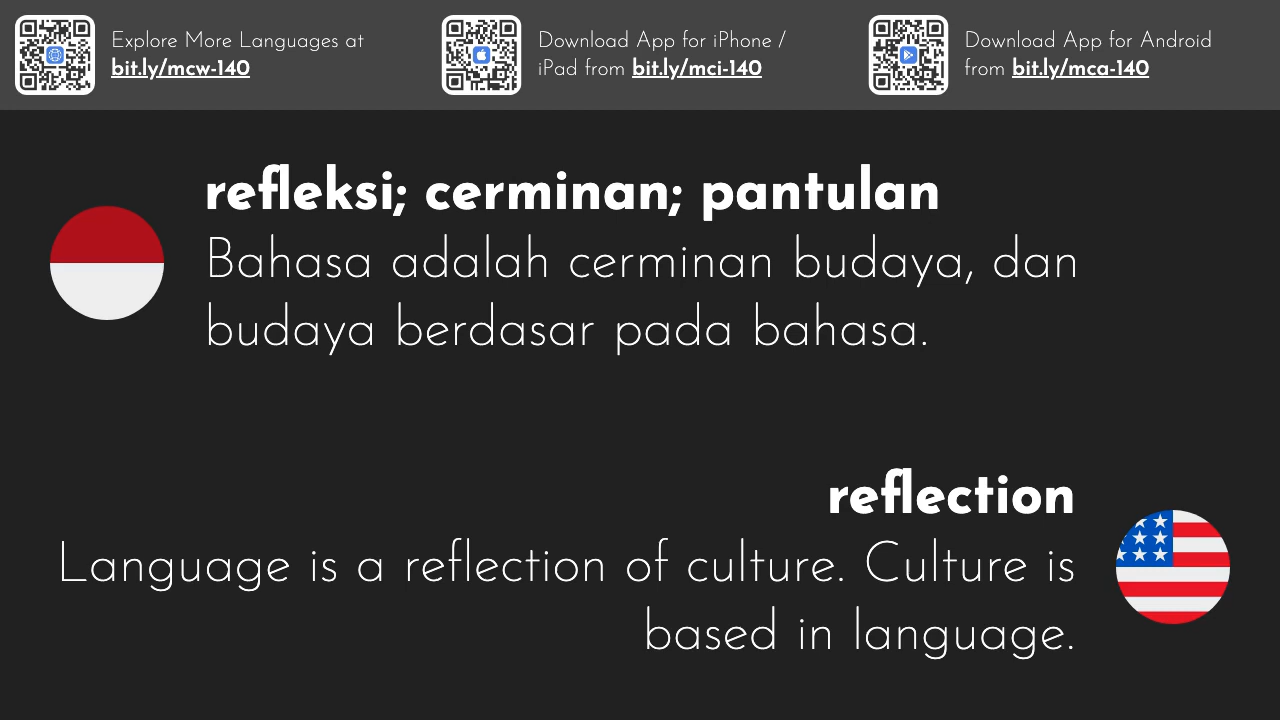 Explore More Languages at
bit.ly/mcw-140
Download App for iPhone /
iPad from bit.ly/mci-140
Download App for Android
from bit.ly/mca-140
refleksi; cerminan; pantulan
Bahasa adalah cerminan budaya, dan
budaya berdasar pada bahasa.
reflection
Language is a reflection of culture. Culture is
based in language.